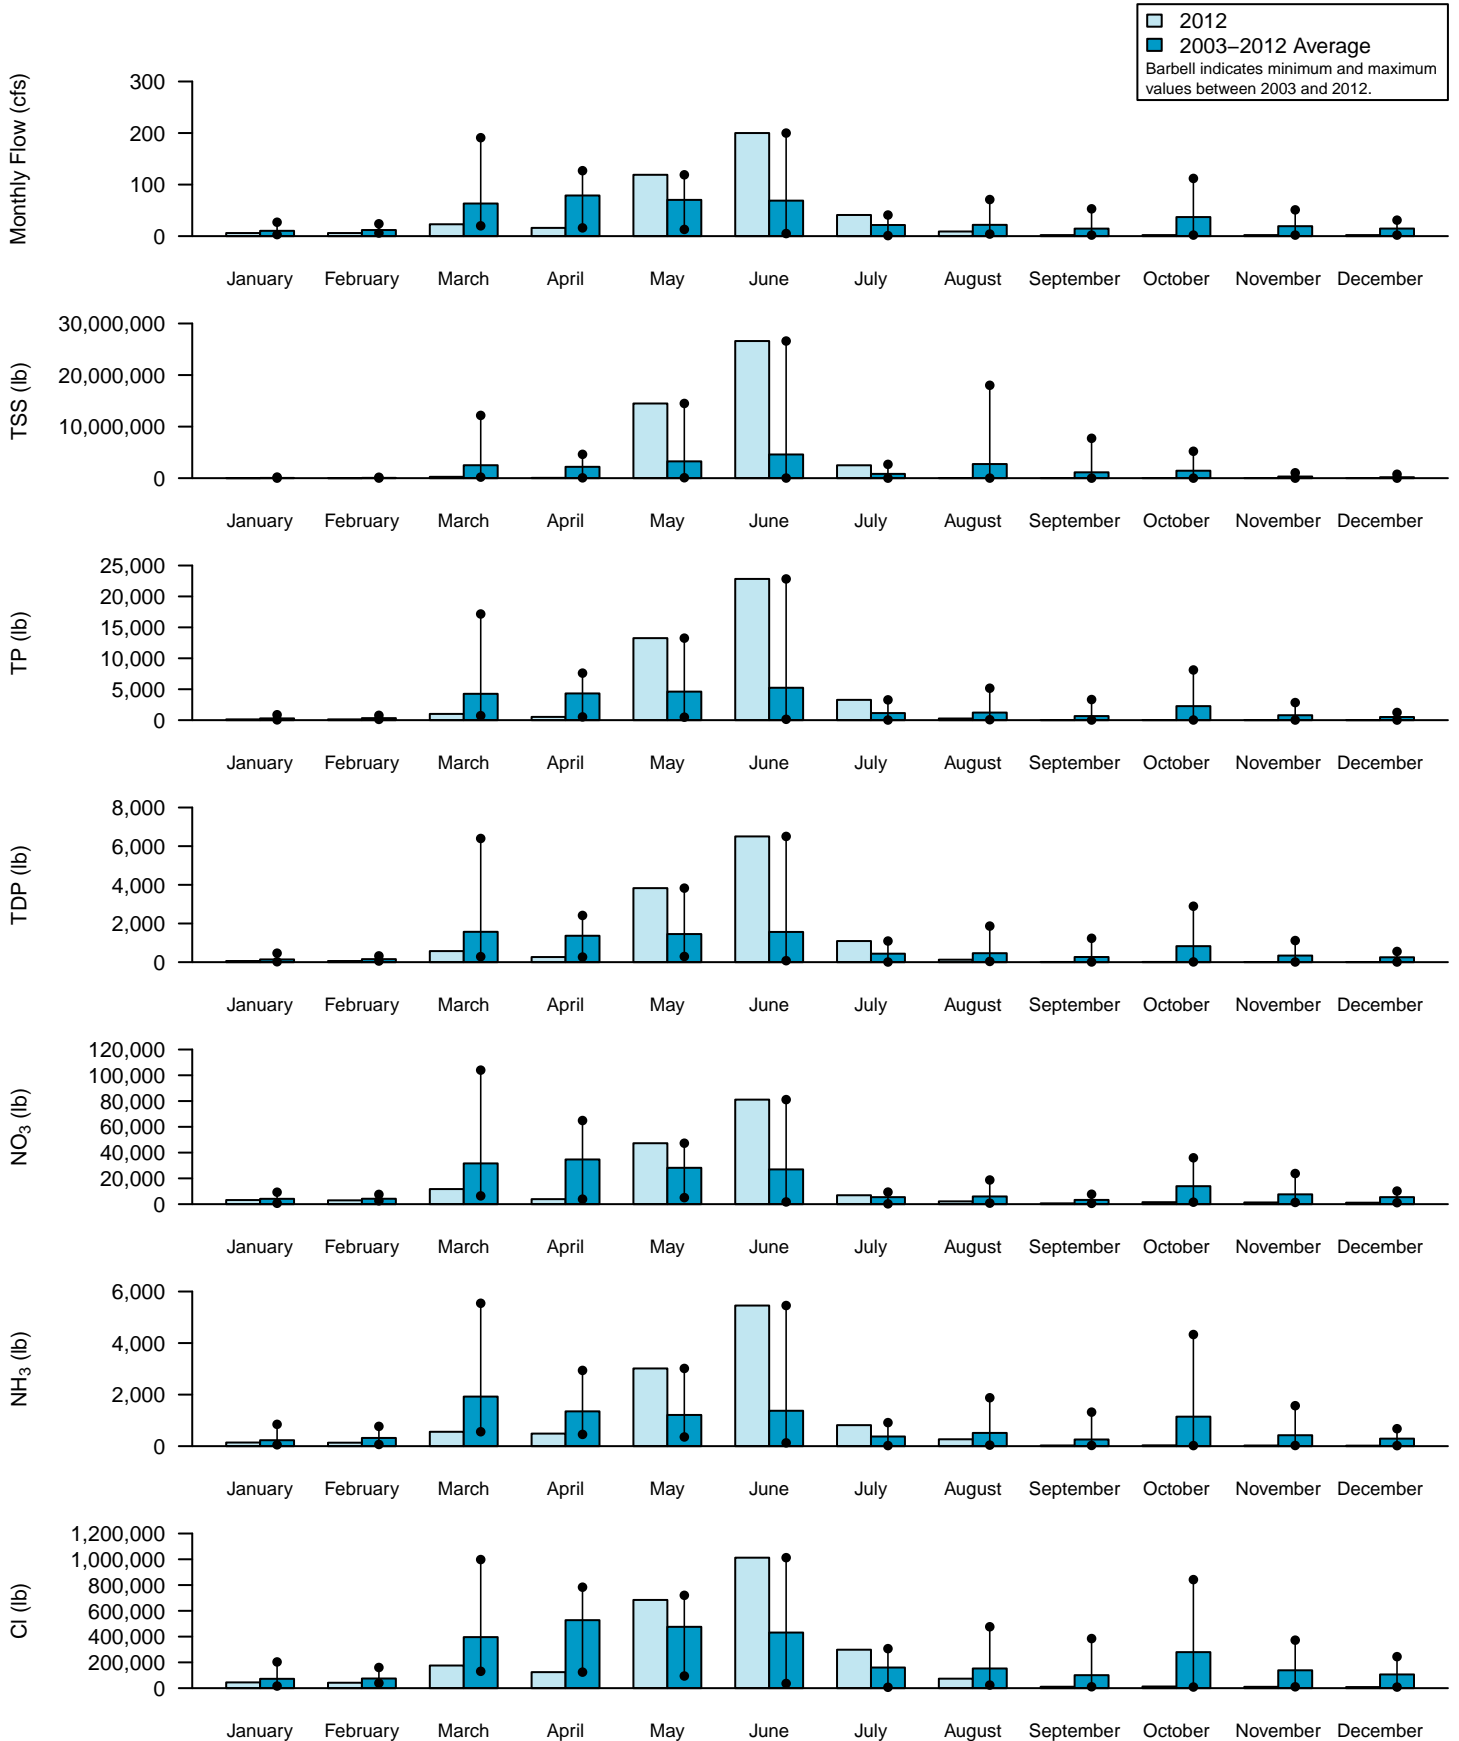 2012
2003–2012 Average
Barbell indicates minimum and maximum
values between 2003 and 2012.
Monthly Flow (cfs)
300
200
100
0
January February March April May June July August September October November December
TSS (lb)
30,000,000
20,000,000
10,000,000
0
January February March April May June July August September October November December
TP (lb)
25,000
20,000
15,000
10,000
5,000
0
January February March April May June July August September October November December
TDP (lb)
8,000
6,000
4,000
2,000
0
January February March April May June July August September October November December
NO3 (lb)
120,000
100,000
80,000
60,000
40,000
20,000
0
January February March April May June July August September October November December
NH3 (lb)
6,000
4,000
2,000
0
January February March April May June July August September October November December
Cl (lb)
1,200,000
1,000,000
800,000
600,000
400,000
200,000
0
January February March April May June July August September October November December